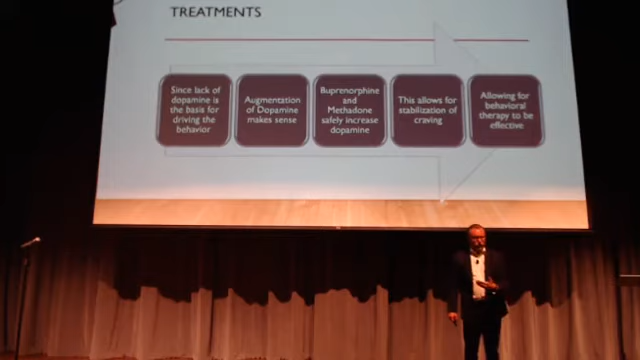 TREATMENTS
Since lack of
dopamine is
the basis for
driving the
behavior
Augmentation
of Dopamine
makes sense
Buprenorphine
and
Methadone
safely increase
dopamine
This allows for
stabilization of
craving
Allowing for
behavioral
therapy to be
effective